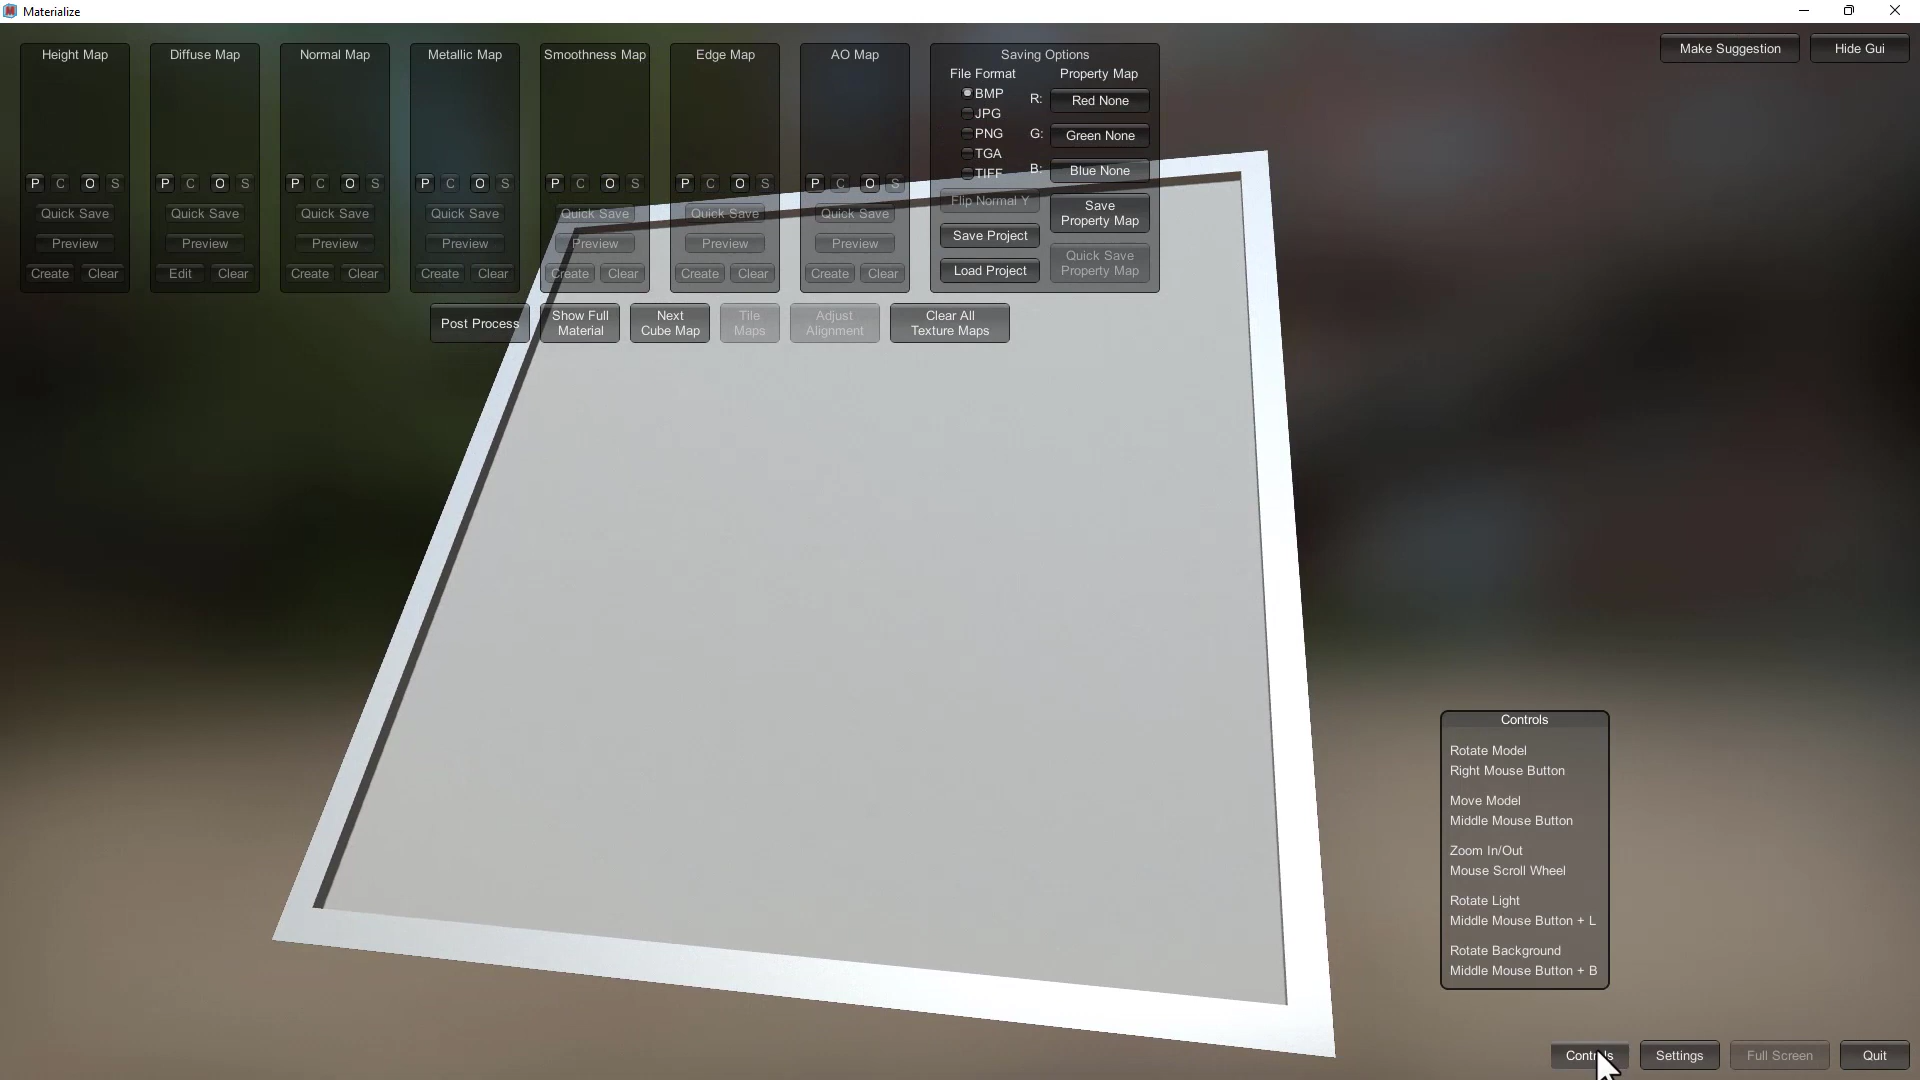 Materialize
Height Map
Diffuse Map
Normal Map
Metallic Map
Smoothness Map
Edge Map
AO Map
Saving Options
Make Suggestion
Hide Gui
File Format
Property Map
BMP
R:
Red None
JPG
PNG
G:
Green None
TGA
TIFF
B:
Blue None
P C O S
P C O S
P C O S
P C O S
P C O S
P C O S
P C O S
Flip Normal Y
Save
Property Map
Quick Save
Quick Save
Quick Save
Quick Save
Quick Save
Quick Save
Quick Save
Save Project
Preview
Preview
Preview
Preview
Preview
Preview
Preview
Quick Save
Property Map
Load Project
Create Clear
Edit Clear
Create Clear
Create Clear
Create Clear
Create Clear
Create Clear
Post Process
Show Full
Material
Next
Cube Map
Tile
Maps
Adjust
Alignment
Clear All
Texture Maps
Controls
Rotate Model
Right Mouse Button
Move Model
Middle Mouse Button
Zoom In/Out
Mouse Scroll Wheel
Rotate Light
Middle Mouse Button + L
Rotate Background
Middle Mouse Button + B
Controls
Settings
Full Screen
Quit